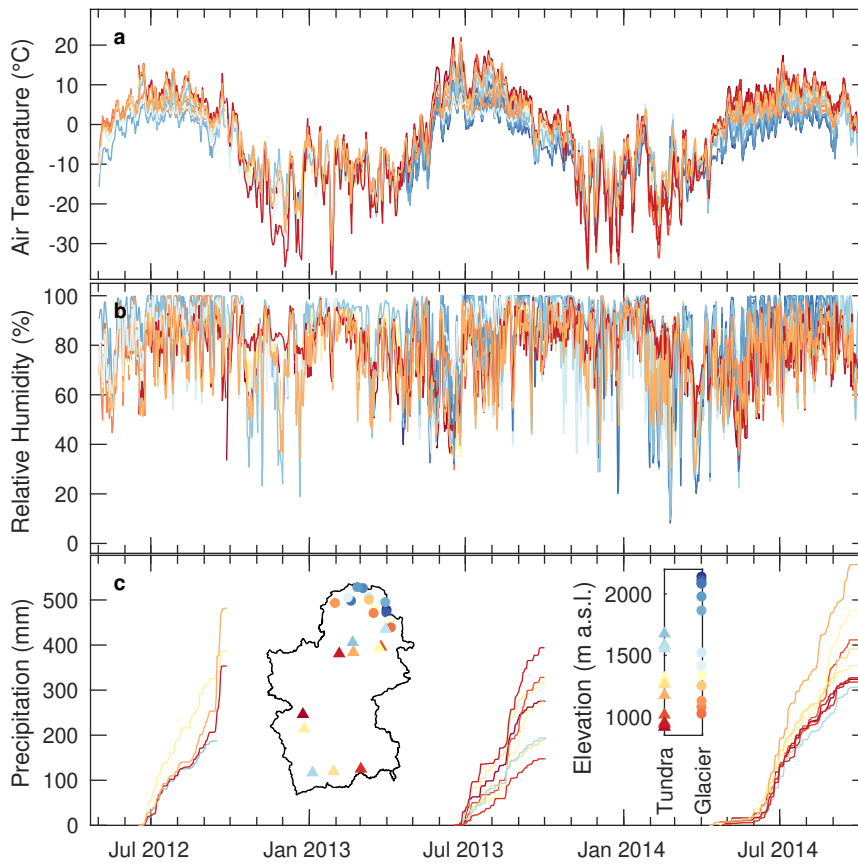 a
Air Temperature (°C)
20
10
0
-10
-20
-30
b
Relative Humidity (%)
100
80
60
40
20
0
c
Precipitation (mm)
500
400
300
200
100
0
Elevation (m a.s.l.)
2000
1500
1000
Tundra
Glacier
Jul 2012
Jan 2013
Jul 2013
Jan 2014
Jul 2014